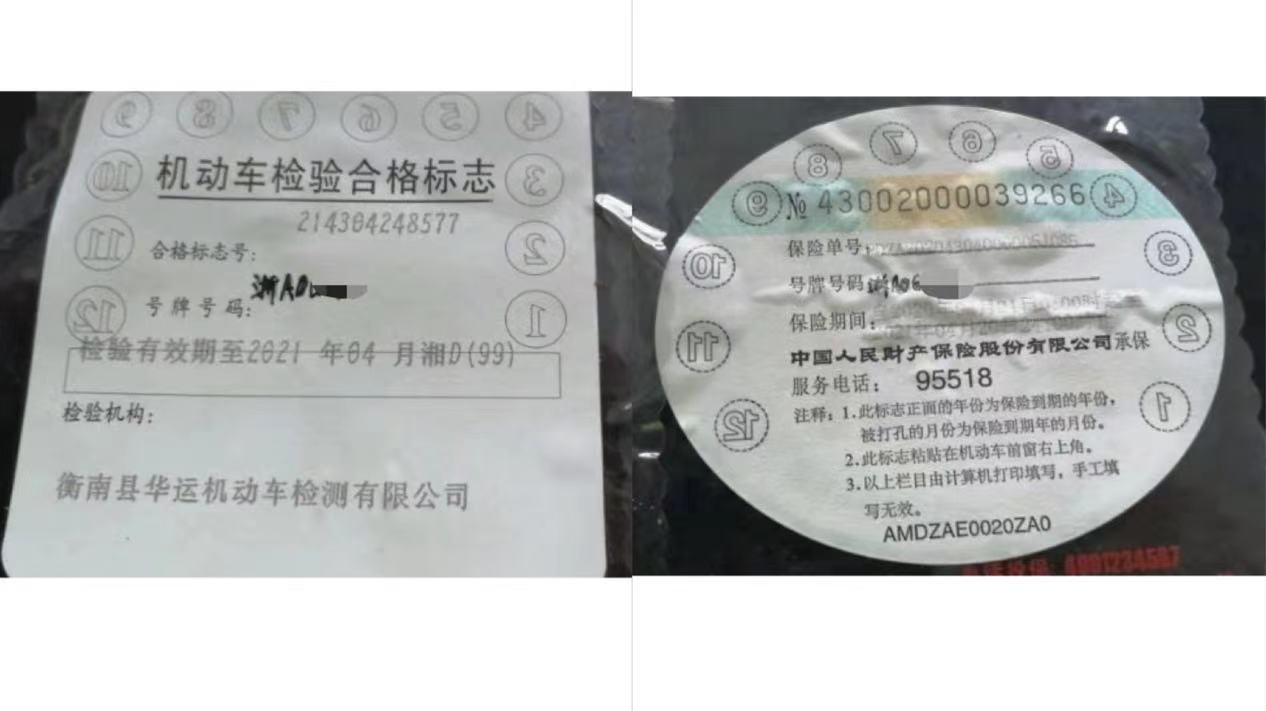 9 8 7 6 5 4
机动车检验合格标志
10 3
214304248577
11 2
合格标志号：
号牌号码：浙A0
12 1
检验有效期至2021 年04 月湘D(99)
检验机构：
衡南县华运机动车检测有限公司
8 7 6 5
9 № 43002000039266 4
保险单号
10 3
号牌号码 浙A06
保险期间：
11 2
中国人民财产保险股份有限公司承保
服务电话： 95518
12 1
注释：1.此标志正面的年份为保险到期的年份，
被打孔的月份为保险到期年的月份。
2.此标志粘贴在机动车前窗右上角。
3.以上栏目由计算机打印填写，手工填
写无效。
AMDZAE0020ZA0
4001234567